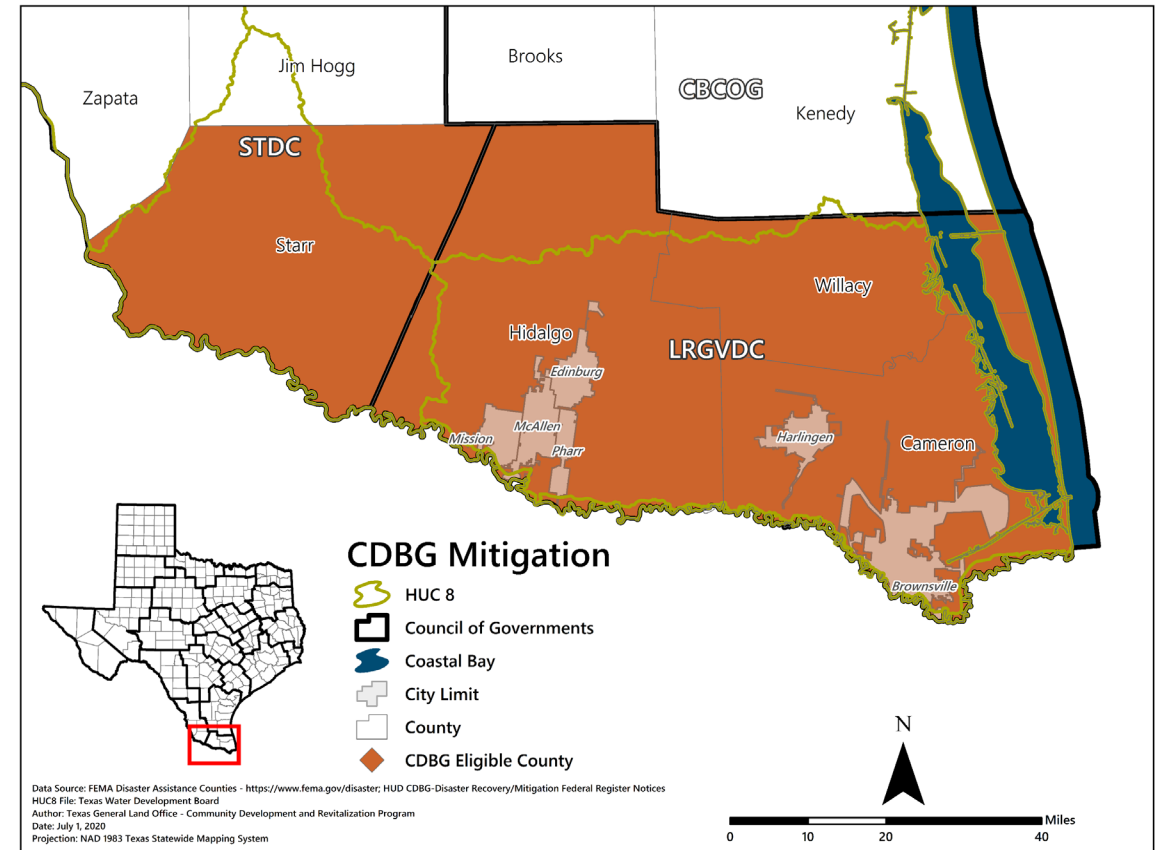 Brooks
Jim Hogg
CBCOG
Zapata
Kenedy
STDC
Starr
Willacy
Hidalgo
LRGVDC
Edinburg
McAllen
Mission
Harlingen
Cameron
Pharr
Brownsville
CDBG Mitigation
HUC 8
Council of Governments
Coastal Bay
City Limit
County
CDBG Eligible County
N
Data Source: FEMA Disaster Assistance Counties - https://www.fema.gov/disaster; HUD CDBG-Disaster Recovery/Mitigation Federal Register Notices
HUC8 File: Texas Water Development Board
Author: Texas General Land Office - Community Development and Revitalization Program
Date: July 1, 2020
Projection: NAD 1983 Texas Statewide Mapping System
Miles
0 10 20 40